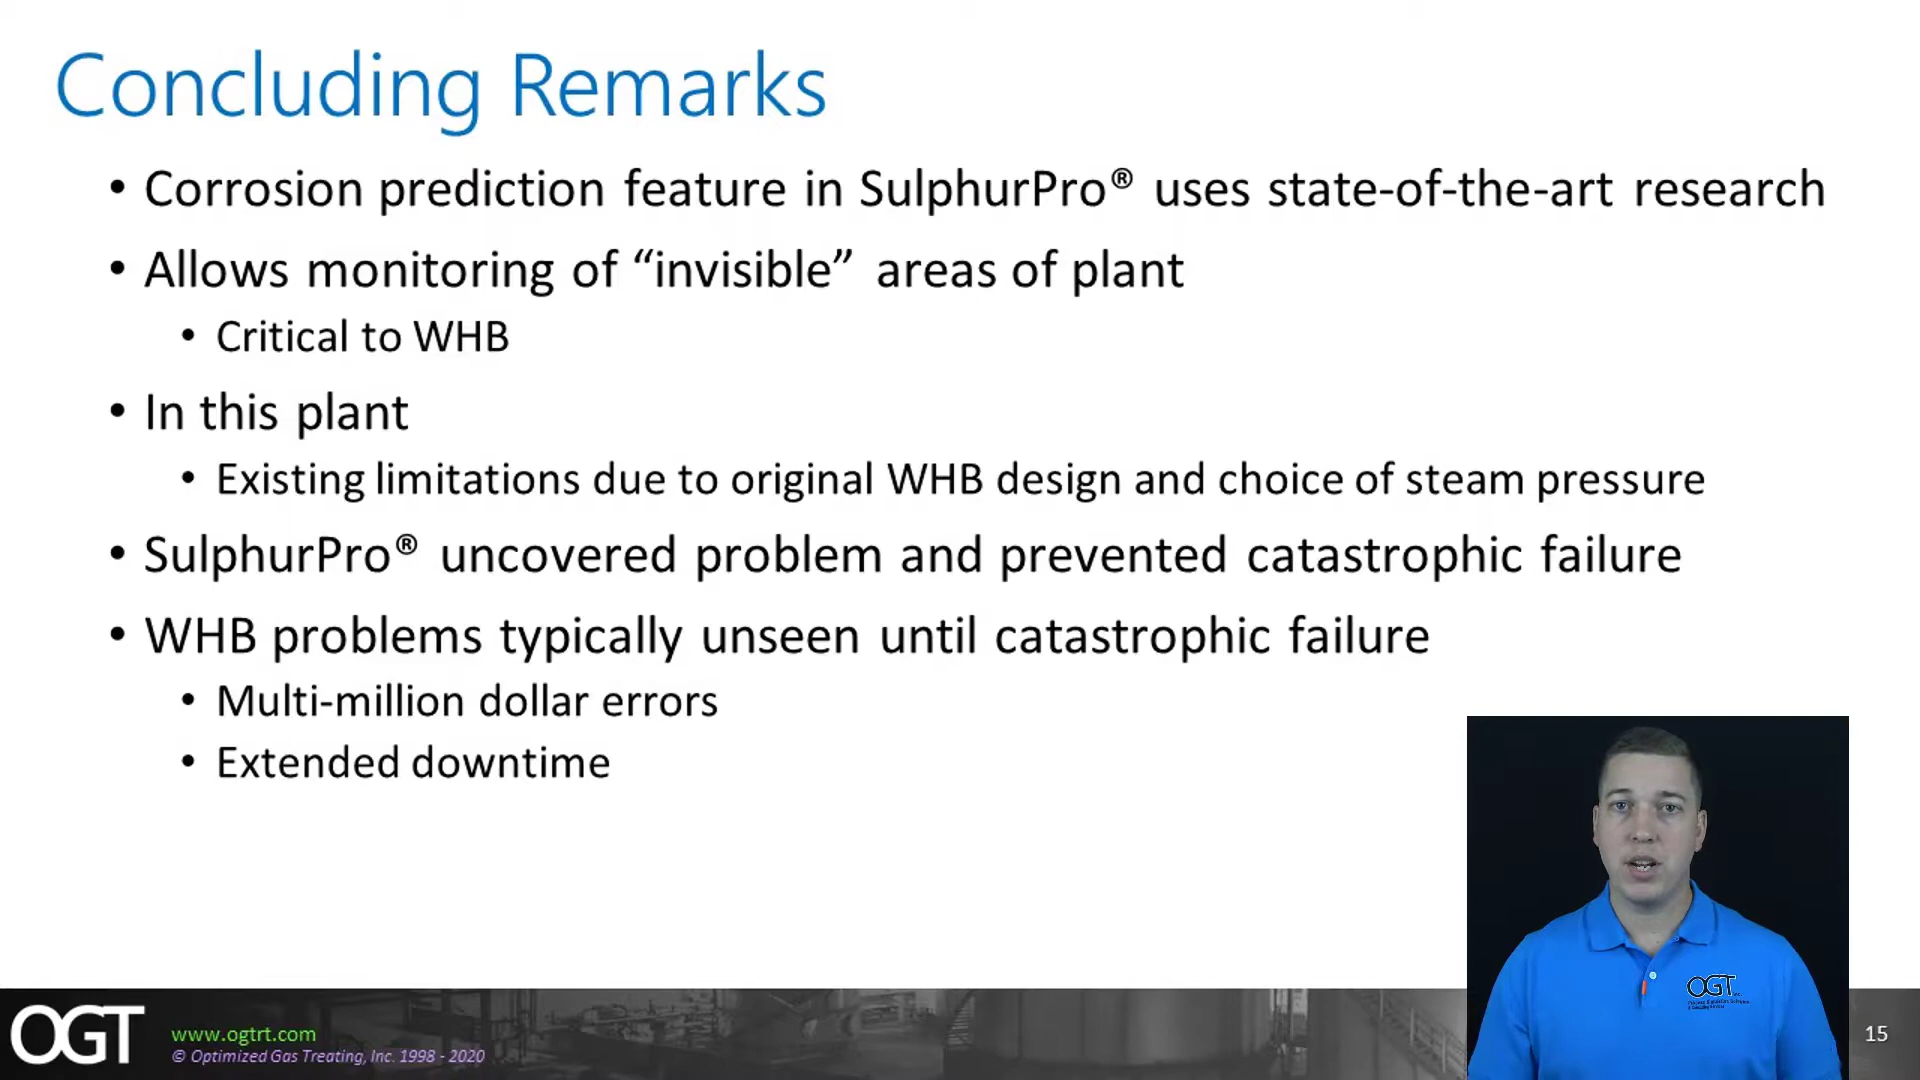 Concluding Remarks
• Corrosion prediction feature in SulphurPro® uses state-of-the-art research
• Allows monitoring of “invisible” areas of plant
• Critical to WHB
• In this plant
• Existing limitations due to original WHB design and choice of steam pressure
• SulphurPro® uncovered problem and prevented catastrophic failure
• WHB problems typically unseen until catastrophic failure
• Multi-million dollar errors
• Extended downtime
OGT
OGT
www.ogtrt.com
© Optimized Gas Treating, Inc. 1998 - 2020
15